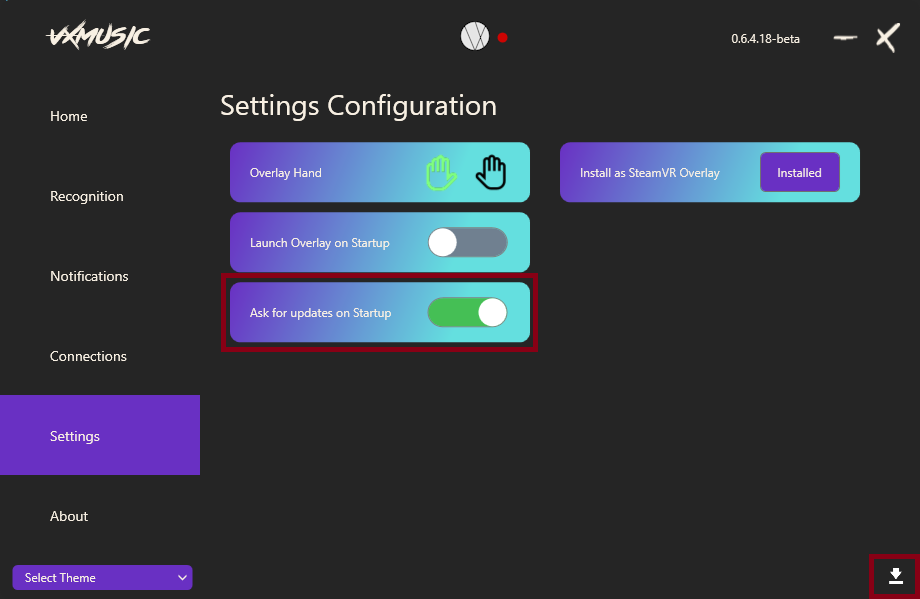 VXMUSIC
0.6.4.18-beta
Settings Configuration
Home
Recognition
Notifications
Connections
Settings
About
Select Theme
Overlay Hand
Launch Overlay on Startup
Ask for updates on Startup
Install as SteamVR Overlay
Installed